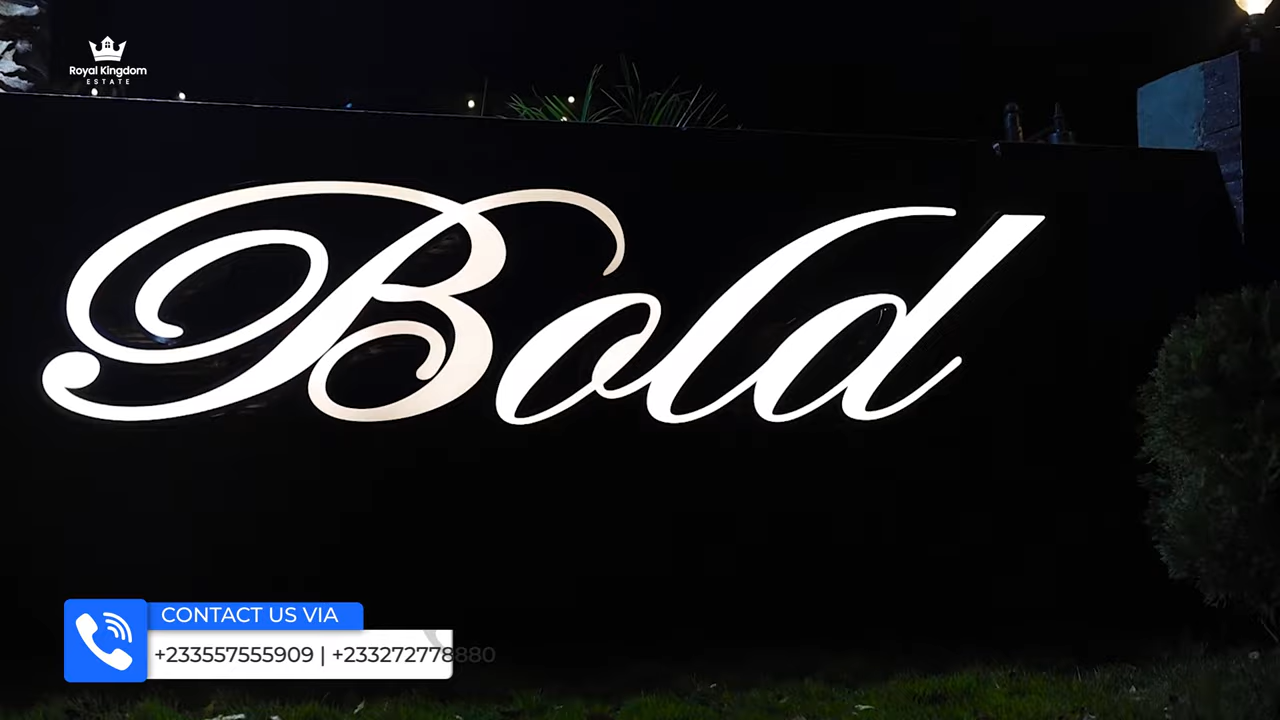 Royal Kingdom
ESTATE
Bold
CONTACT US VIA
+233557555909 | +233272778880